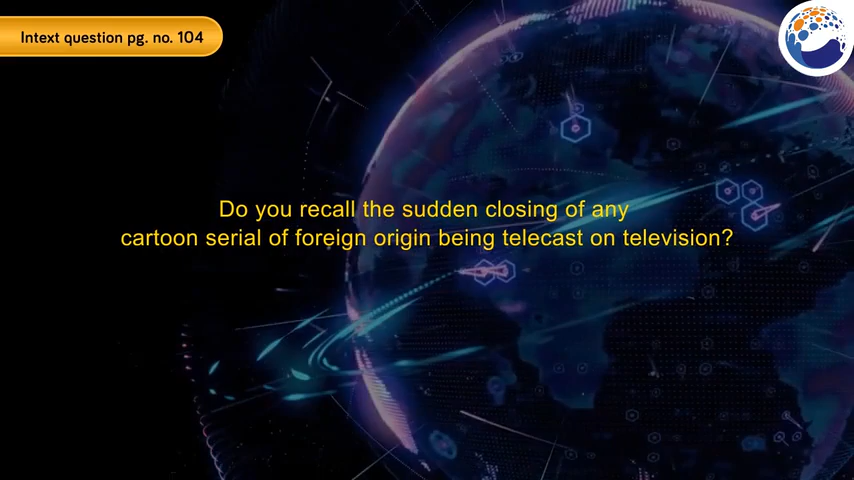 Intext question pg. no. 104
Do you recall the sudden closing of any
cartoon serial of foreign origin being telecast on television?